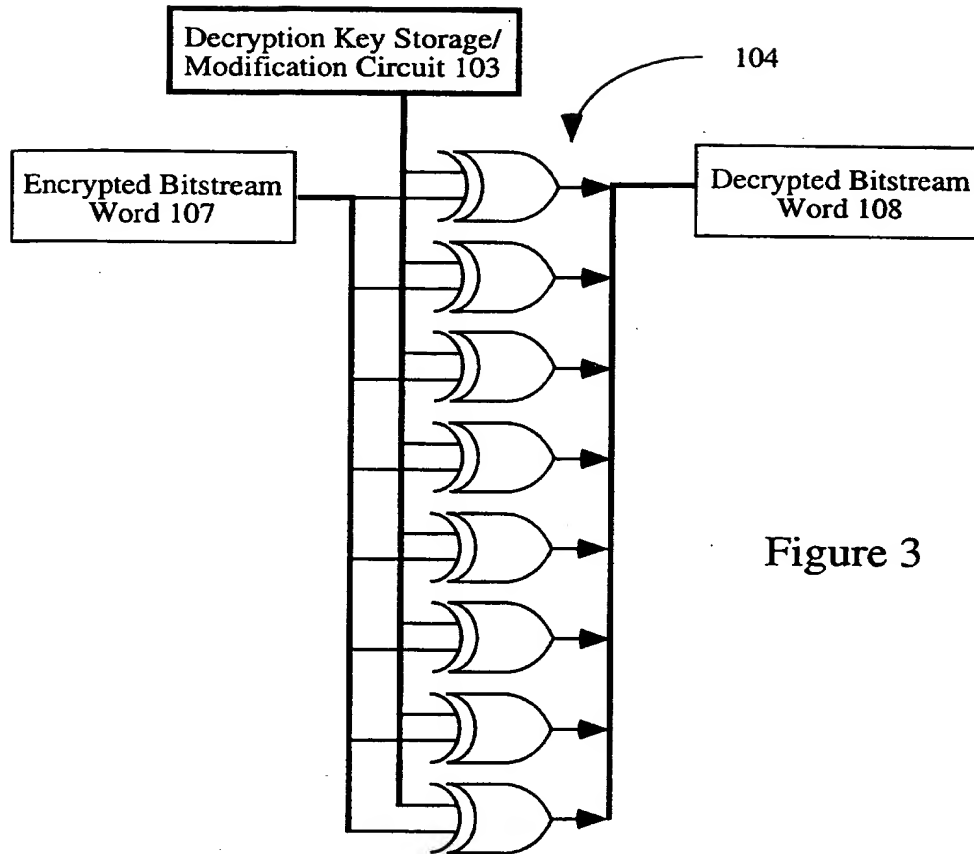 Decryption Key Storage/
Modification Circuit 103
104
Encrypted Bitstream
Word 107
Decrypted Bitstream
Word 108
Figure 3